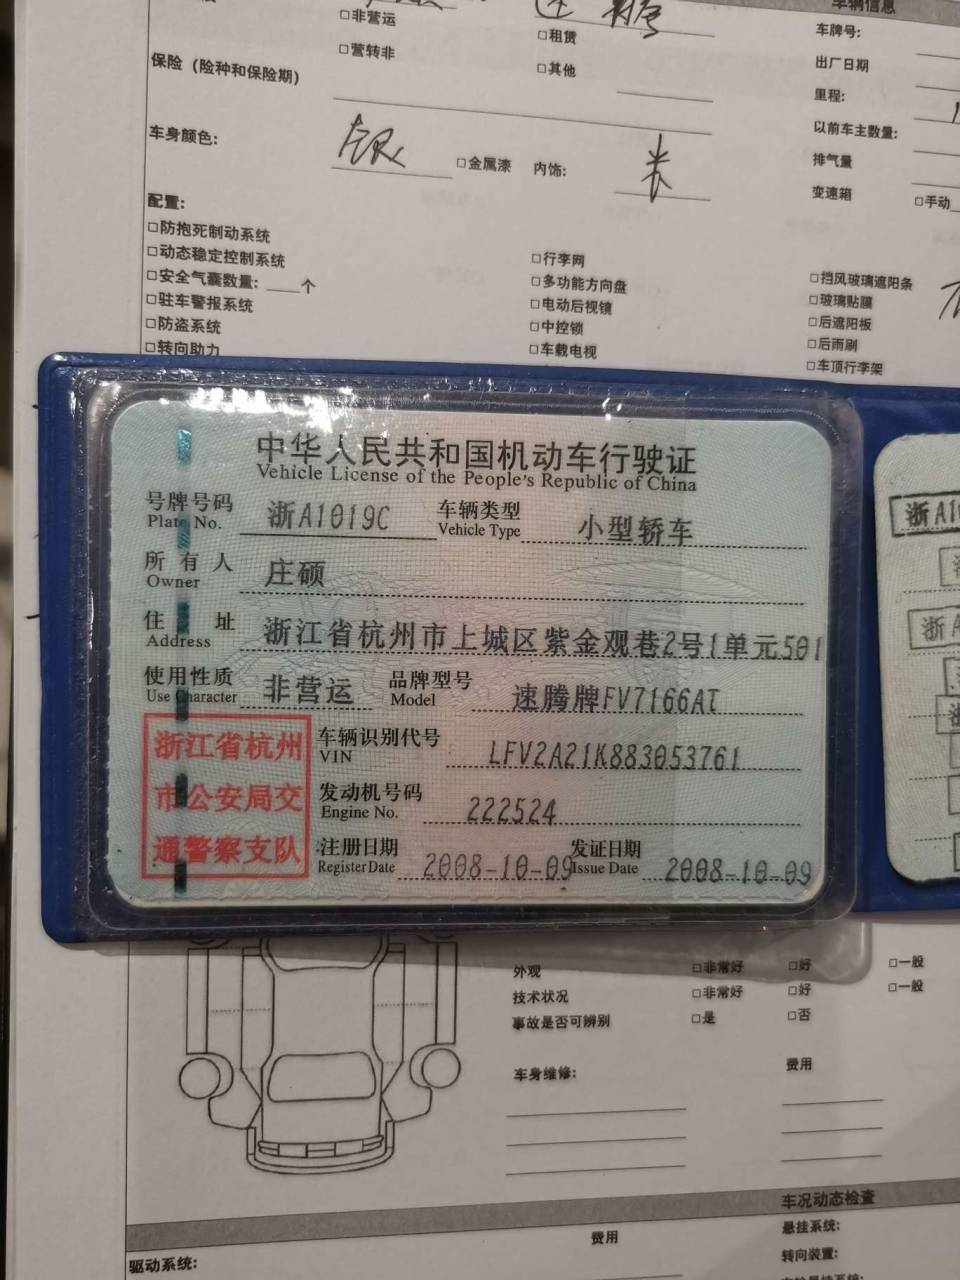 车辆信息
□非营运
□租赁
车牌号:
□营转非
□其他
出厂日期
保险（险种和保险期）
里程:
以前车主数量:
车身颜色: 银 □金属漆 内饰: 米
排气量
变速箱 □手动
配置:
□防抱死制动系统
□动态稳定控制系统 □行李网
□安全气囊数量: ____个 □多功能方向盘 □挡风玻璃遮阳条
□驻车警报系统 □电动后视镜 □玻璃贴膜
□防盗系统 □中控锁 □后遮阳板
□转向助力 □车载电视 □后雨刷
□车顶行李架
中华人民共和国机动车行驶证
Vehicle License of the People's Republic of China
号牌号码 浙A1019C 车辆类型 小型轿车
Plate No. Vehicle Type
所有人 庄硕
Owner
住址 浙江省杭州市上城区紫金观巷2号1单元501
Address
使用性质 非营运 品牌型号 速腾牌FV7166AT
Use Character Model
浙江省杭州
市公安局交
通警察支队
车辆识别代号 LFV2A21K883053761
VIN
发动机号码 222524
Engine No.
注册日期 2008-10-09 发证日期 2008-10-09
Register Date Issue Date
外观 □非常好 □好 □一般
技术状况 □非常好 □好 □一般
事故是否可辨别 □是 □否
车身维修: 费用
车况动态检查
费用 悬挂系统:
驱动系统: 转向装置: